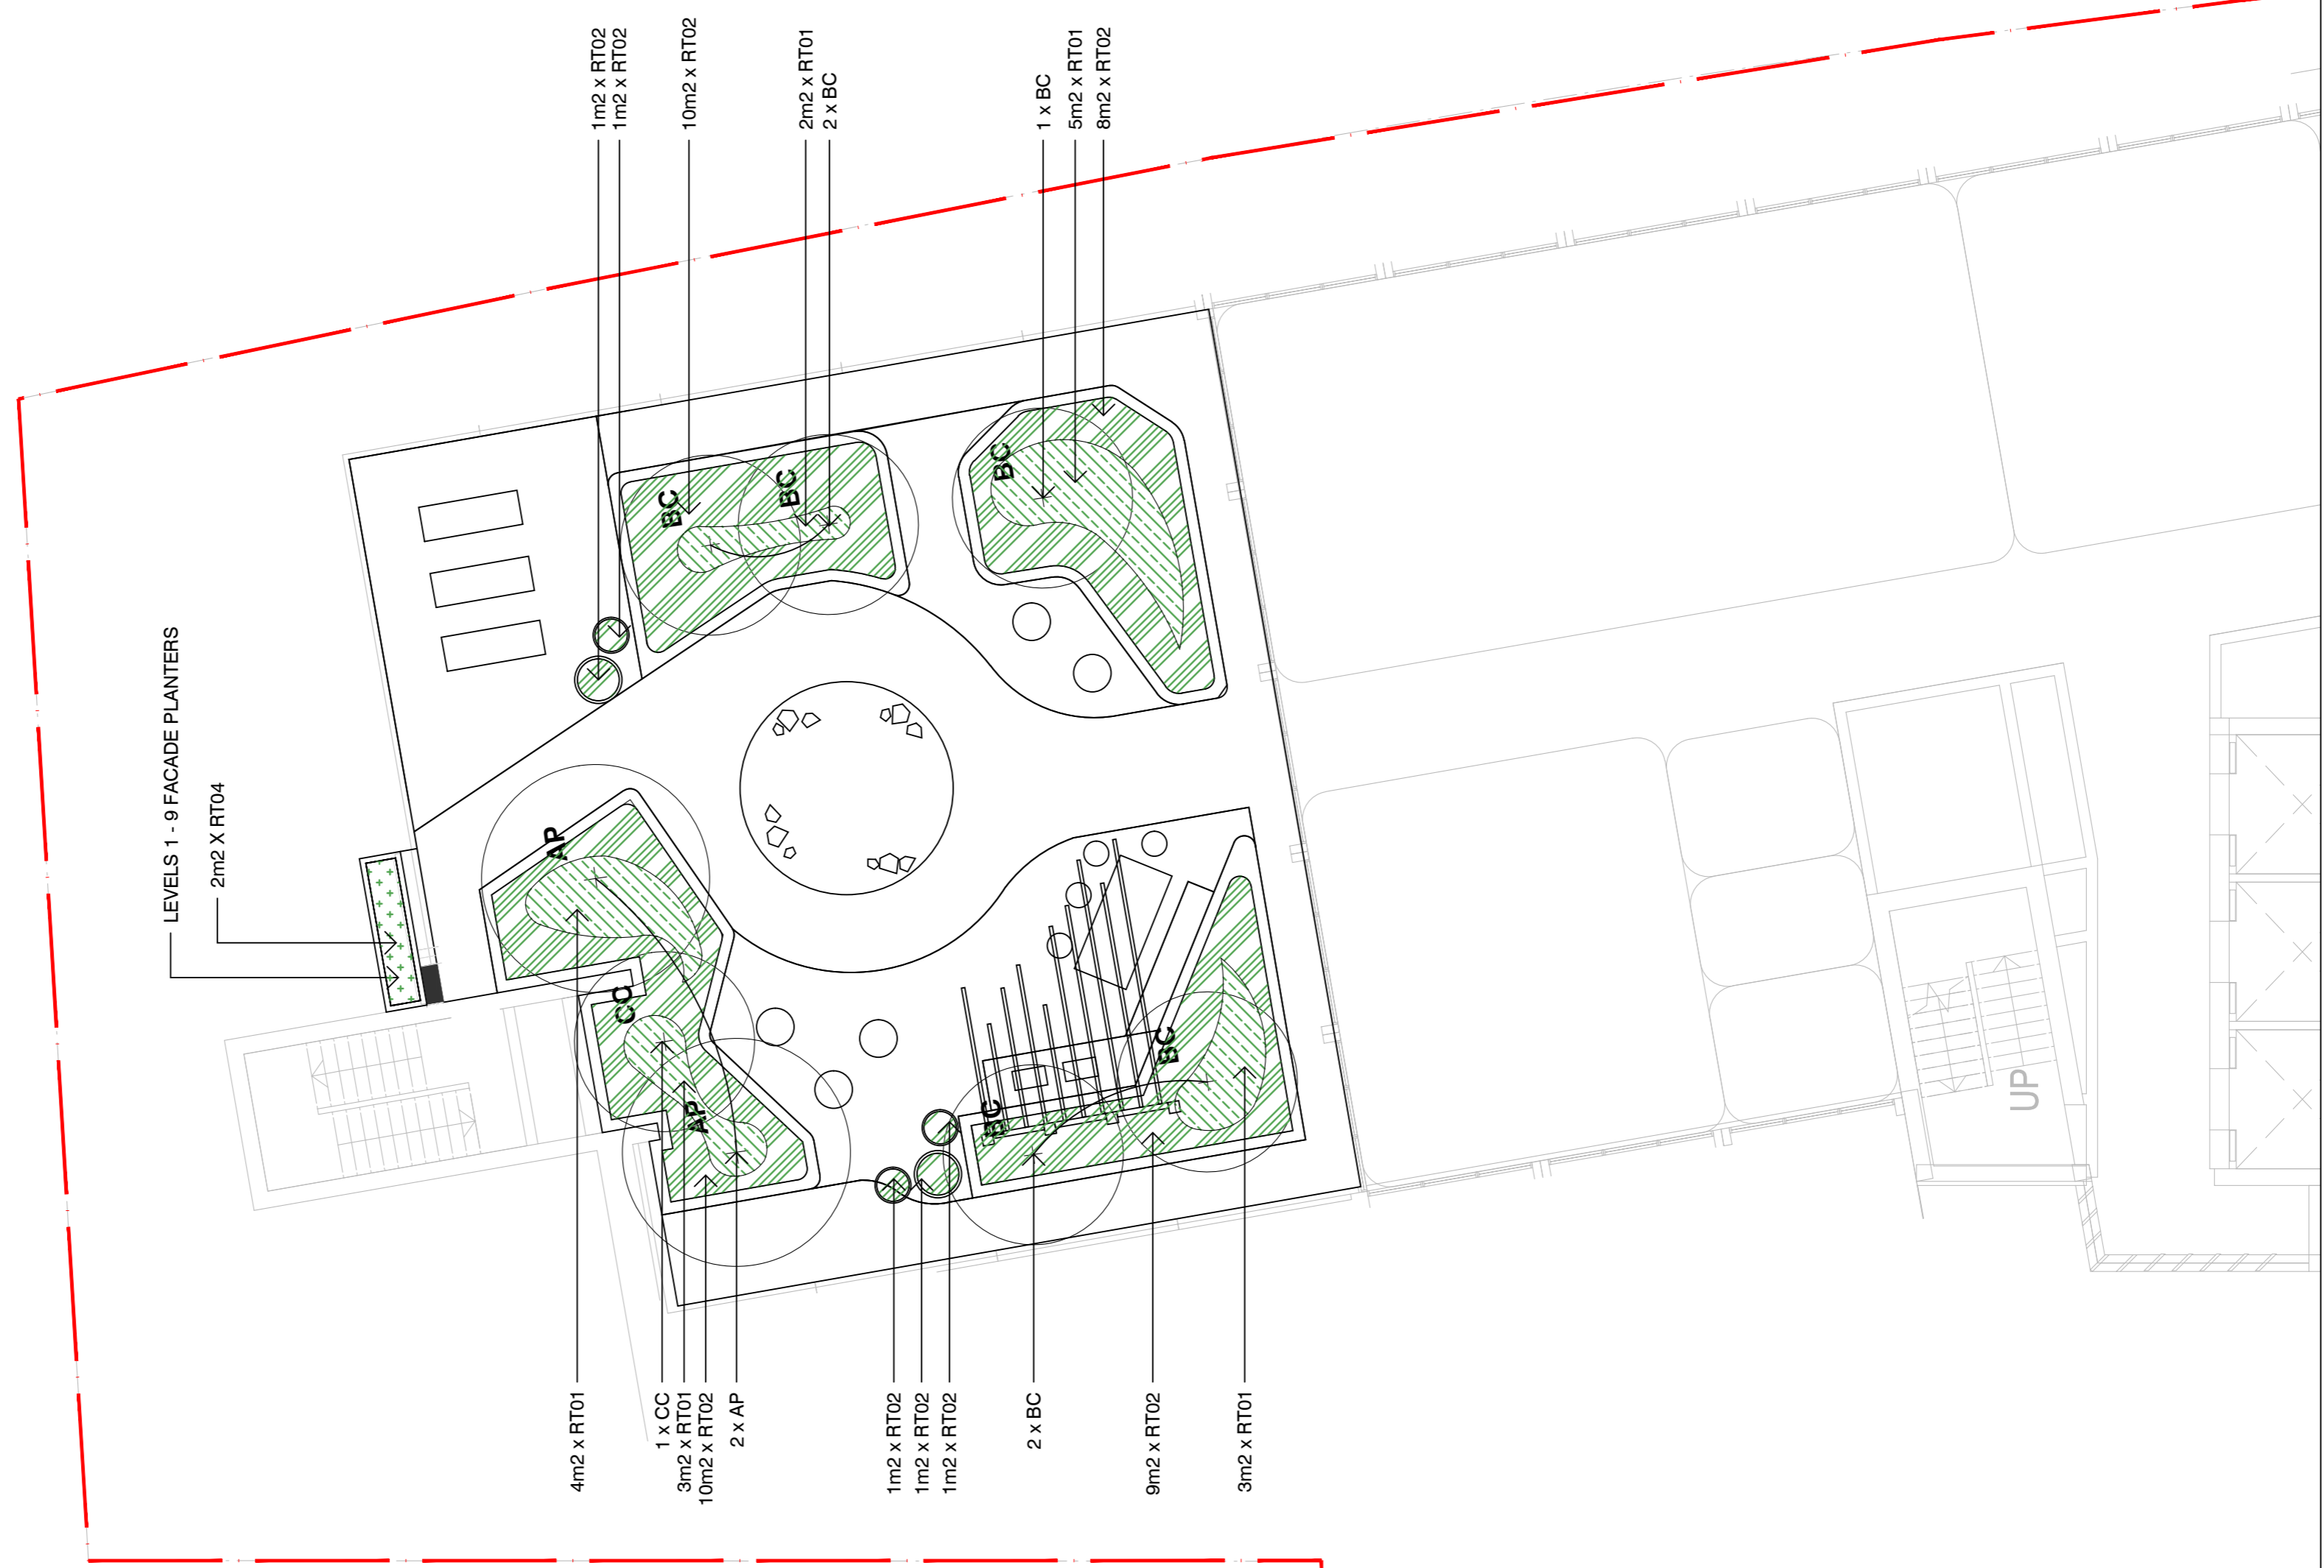 1m2 x RT02
1m2 x RT02
10m2 x RT02
2m2 x RT01
2 x BC
1 x BC
5m2 x RT01
8m2 x RT02
LEVELS 1 - 9 FACADE PLANTERS
2m2 X RT04
BC
BC
BC
AP
CC
AP
BC
BC
UP
4m2 x RT01
1 x CC
3m2 x RT01
10m2 x RT02
2 x AP
1m2 x RT02
1m2 x RT02
1m2 x RT02
2 x BC
9m2 x RT02
3m2 x RT01